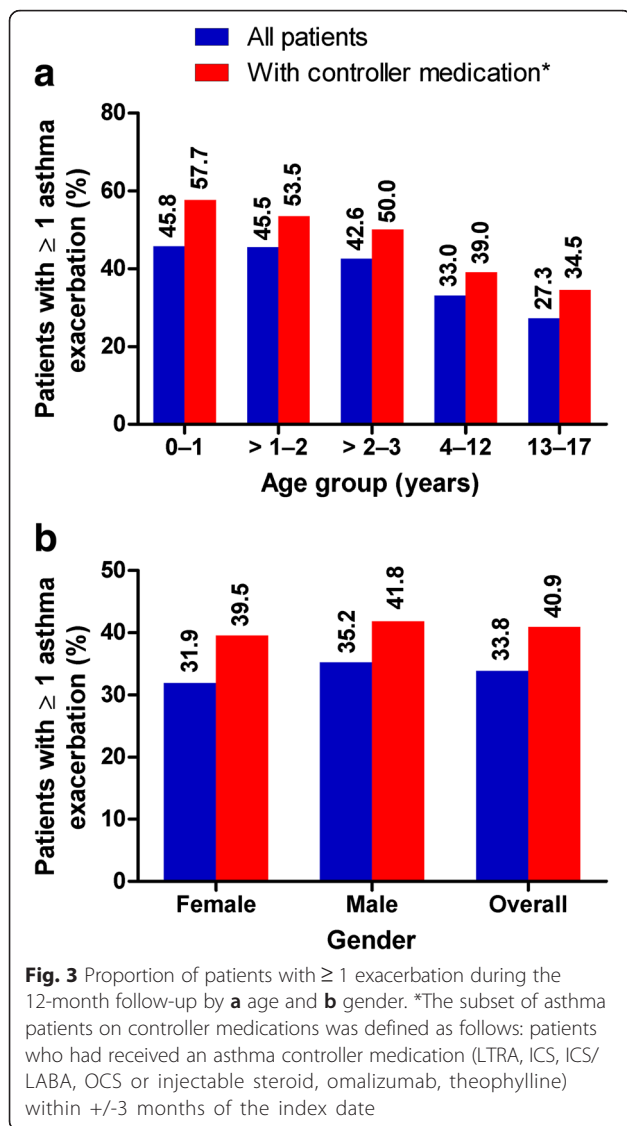 All patients
With controller medication*
a
Patients with ≥ 1 asthma
exacerbation (%)
80
60
40
20
0
45.8
57.7
45.5
53.5
42.6
50.0
33.0
39.0
27.3
34.5
0–1
> 1–2
> 2–3
4–12
13–17
Age group (years)
b
Patients with ≥ 1 asthma
exacerbation (%)
50
40
30
20
10
0
31.9
39.5
35.2
41.8
33.8
40.9
Female
Male
Overall
Gender
Fig. 3 Proportion of patients with ≥ 1 exacerbation during the
12-month follow-up by a age and b gender. *The subset of asthma
patients on controller medications was defined as follows: patients
who had received an asthma controller medication (LTRA, ICS, ICS/
LABA, OCS or injectable steroid, omalizumab, theophylline)
within +/-3 months of the index date